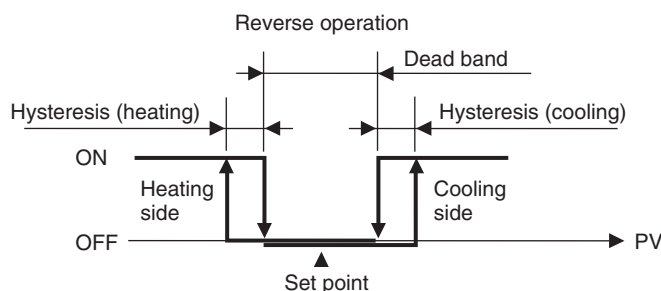 Reverse operation
Dead band
Hysteresis (heating)
Hysteresis (cooling)
ON
Heating
side
Cooling
side
OFF
PV
Set point